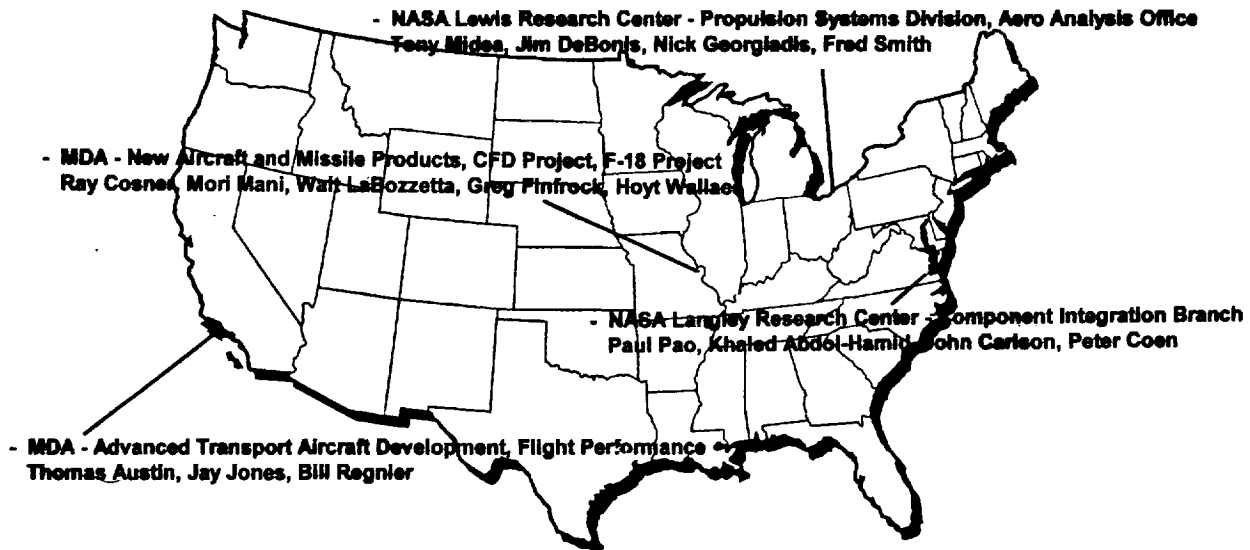 - NASA Lewis Research Center - Propulsion Systems Division, Aero Analysis Office
Tony Midea, Jim DeBonis, Nick Georgiadis, Fred Smith
- MDA - New Aircraft and Missile Products, CFD Project, F-18 Project
Ray Cosner, Mori Mani, Walt LaBozzetta, Greg Finfrock, Hoyt Wallace
- NASA Langley Research Center - Component Integration Branch
Paul Pao, Khaled Abdol-Hamid, John Carlson, Peter Coen
- MDA - Advanced Transport Aircraft Development, Flight Performance
Thomas Austin, Jay Jones, Bill Regnier